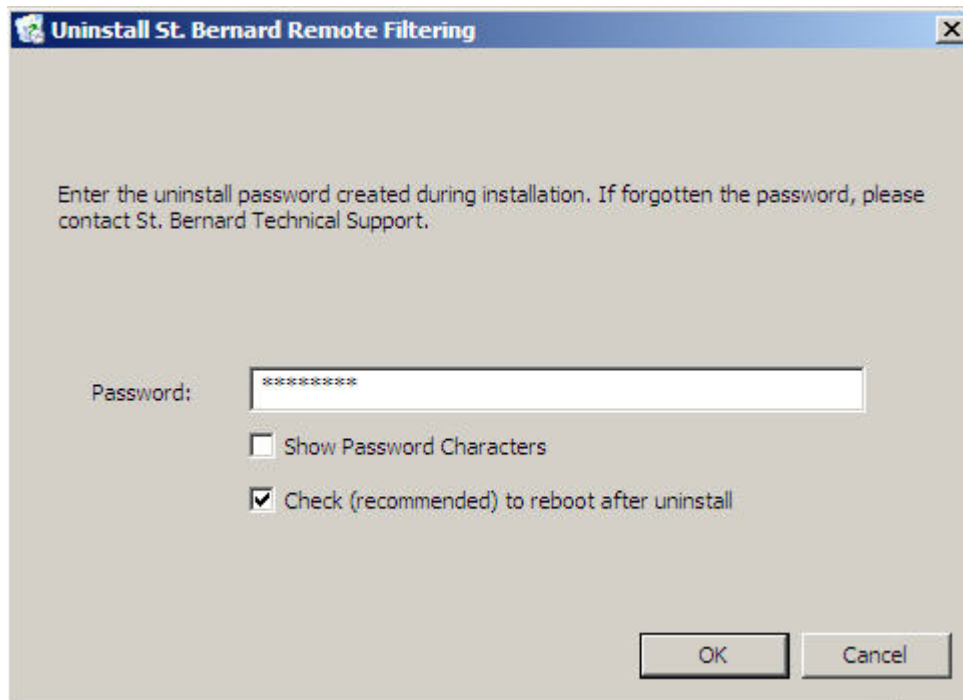 Uninstall St. Bernard Remote Filtering
Enter the uninstall password created during installation. If forgotten the password, please
contact St. Bernard Technical Support.
Password: ********
Show Password Characters
Check (recommended) to reboot after uninstall
OK Cancel